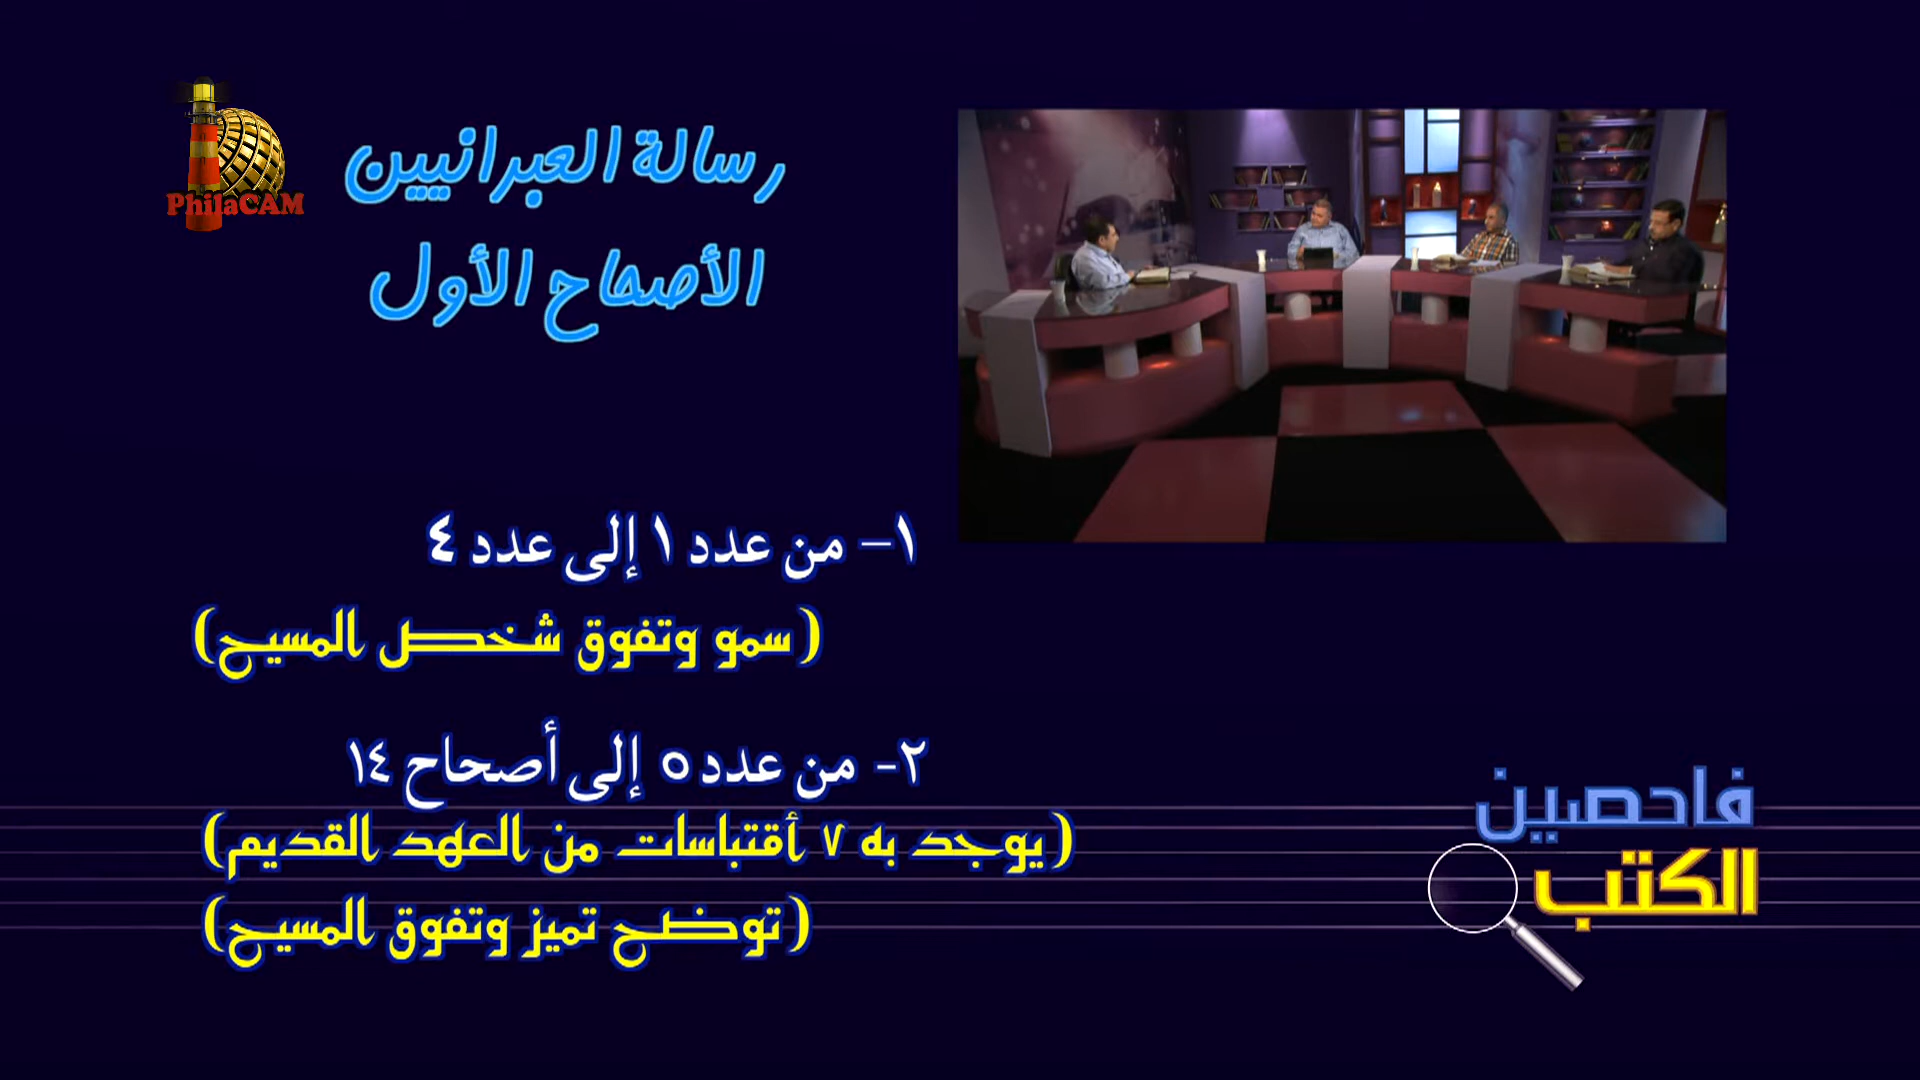 PhilaCAM
رسالة العبرانيين
الأصحاح الأول
١- من عدد ١ إلى عدد ٤
(سمو وتفوق شخص المسيح)
٢- من عدد ٥ إلى أصحاح ١٤
(يوجد به ٧ أقتباسات من العهد القديم)
(توضح تميز وتفوق المسيح)
فاحصين
الكتب